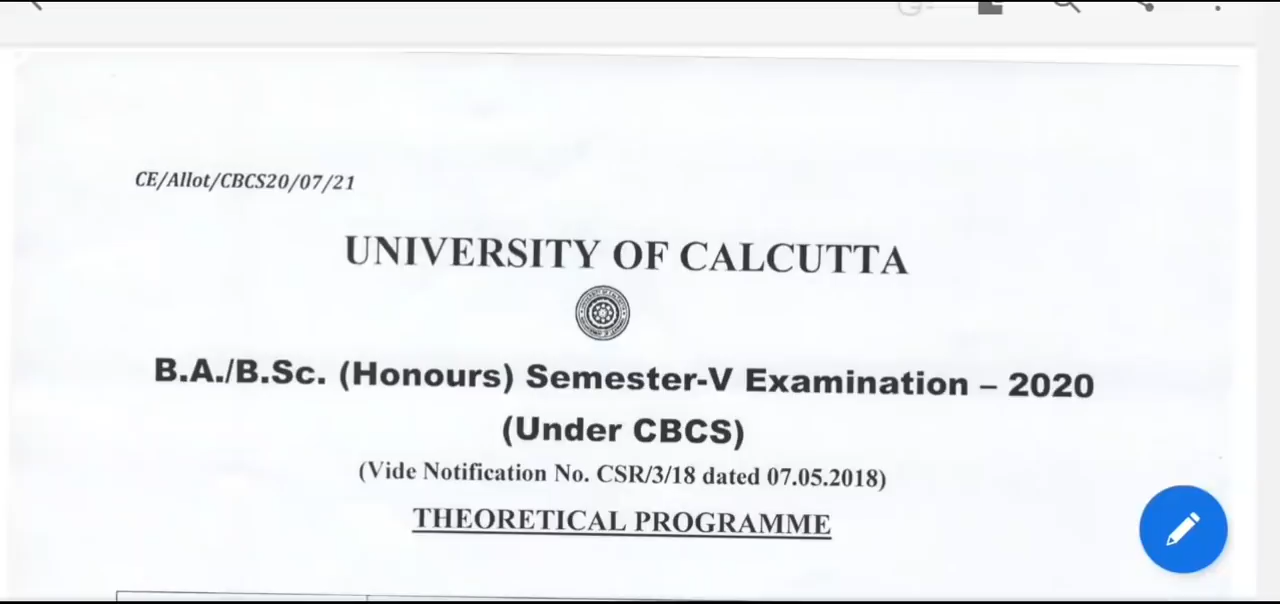 CE/Allot/CBCS20/07/21
UNIVERSITY OF CALCUTTA
B.A./B.Sc. (Honours) Semester-V Examination – 2020
(Under CBCS)
(Vide Notification No. CSR/3/18 dated 07.05.2018)
THEORETICAL PROGRAMME